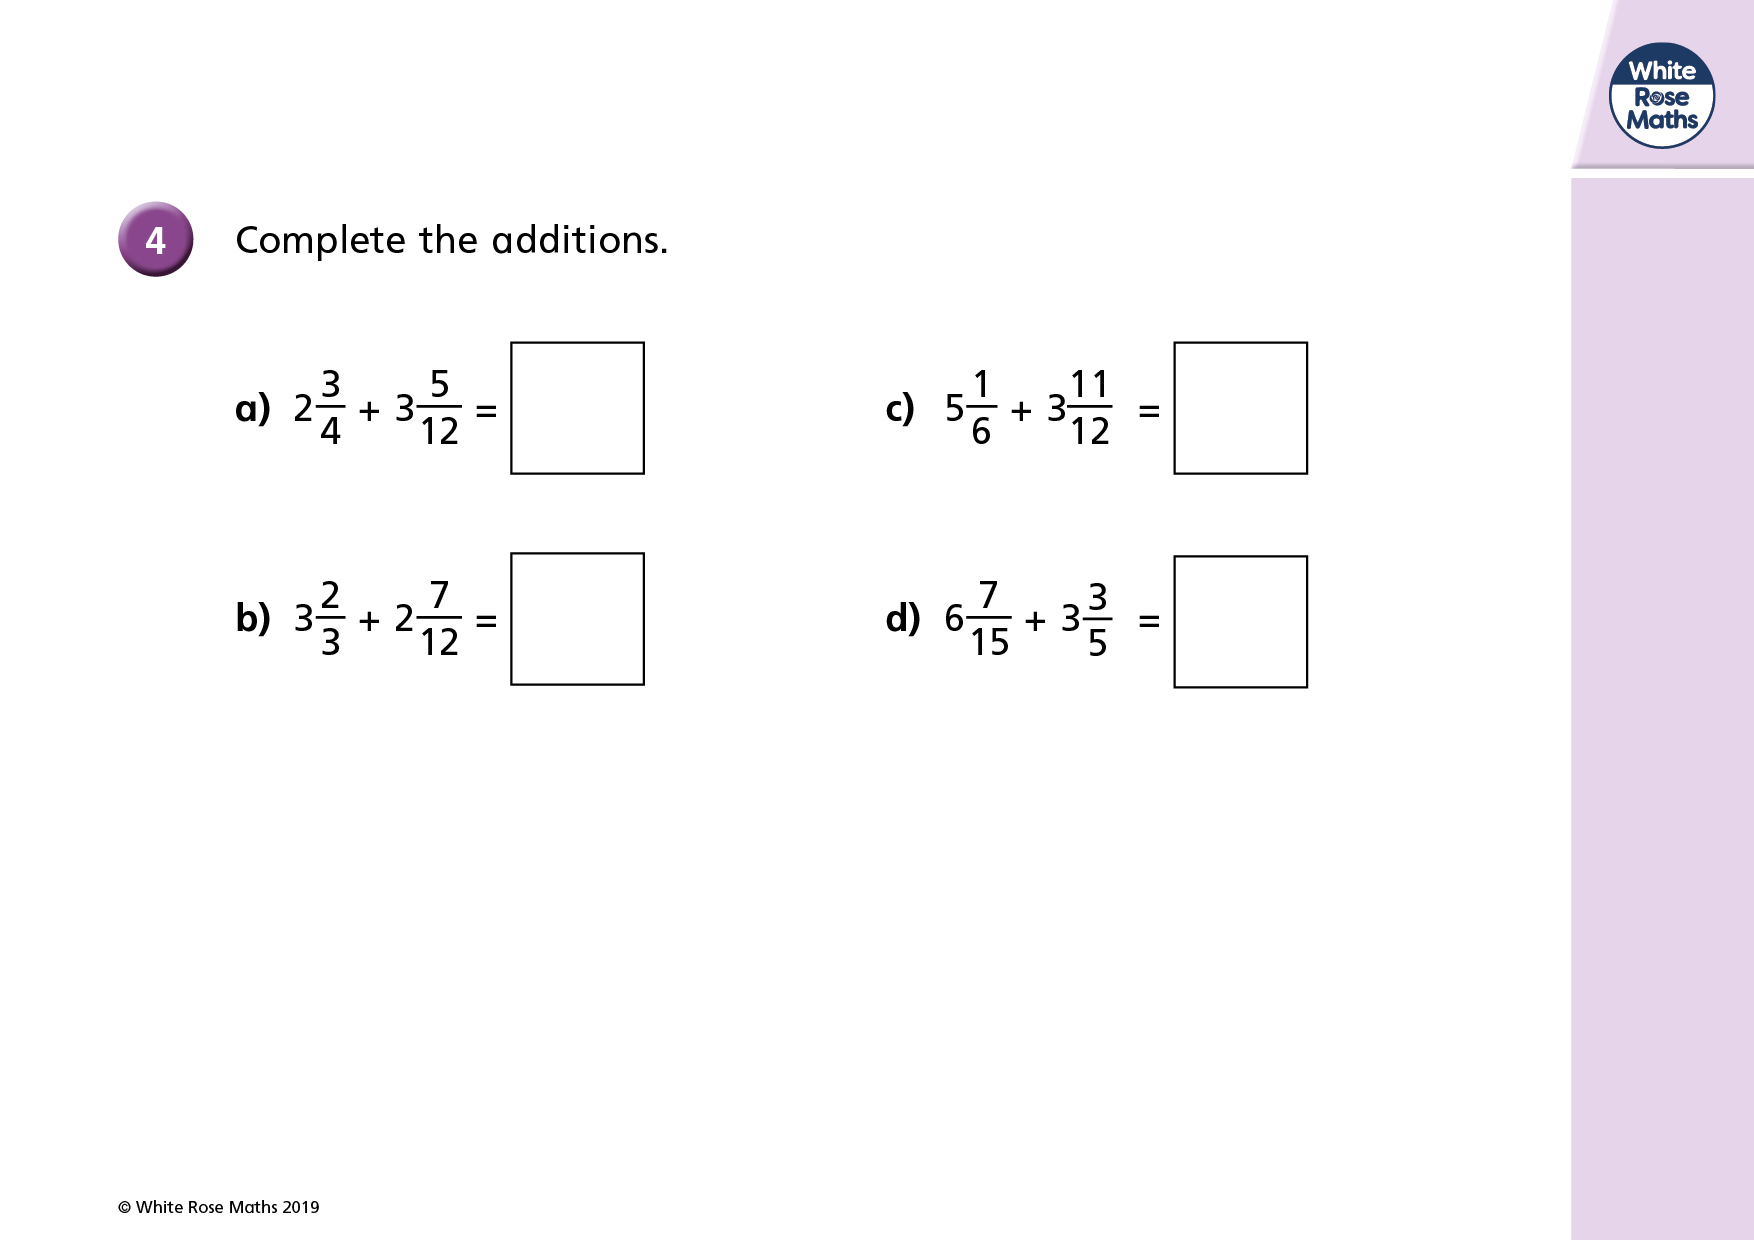 White
Rose
Maths
4 Complete the additions.
a) 2 3/4 + 3 5/12 =
c) 5 1/6 + 3 11/12 =
b) 3 2/3 + 2 7/12 =
d) 6 7/15 + 3 3/5 =
© White Rose Maths 2019